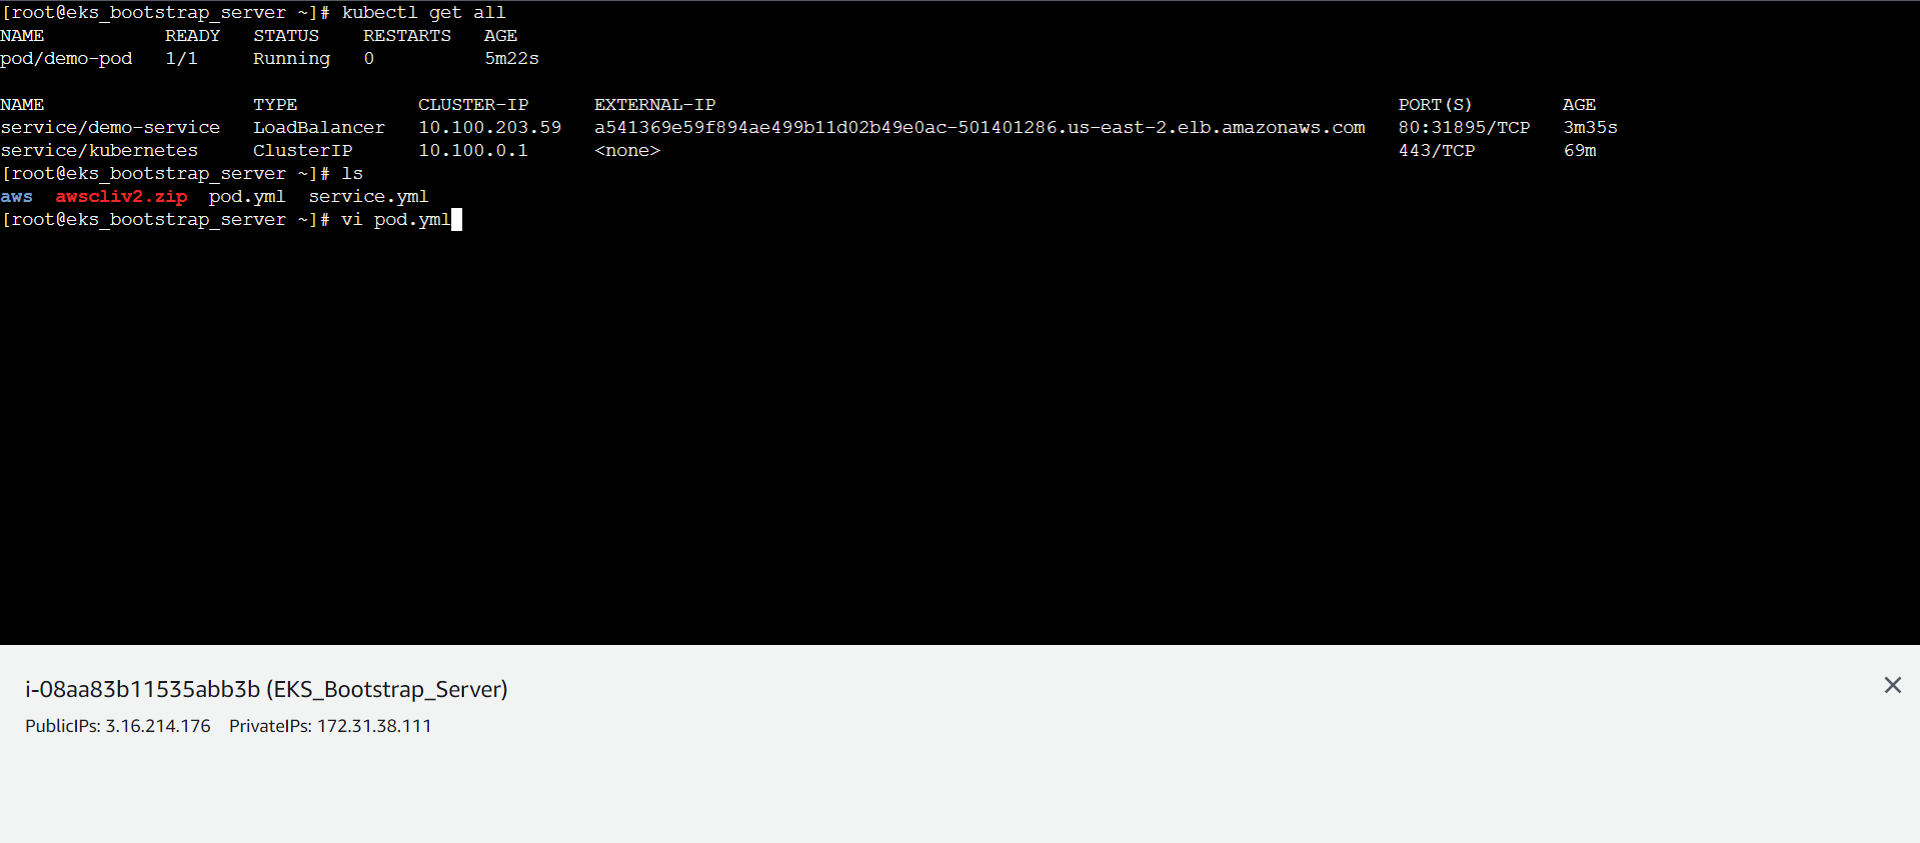 [root@eks_bootstrap_server ~]# kubectl get all
NAME READY STATUS RESTARTS AGE
pod/demo-pod 1/1 Running 0 5m22s
NAME TYPE CLUSTER-IP EXTERNAL-IP PORT(S) AGE
service/demo-service LoadBalancer 10.100.203.59 a541369e59f894ae499b11d02b49e0ac-501401286.us-east-2.elb.amazonaws.com 80:31895/TCP 3m35s
service/kubernetes ClusterIP 10.100.0.1 <none> 443/TCP 69m
[root@eks_bootstrap_server ~]# ls
aws awscliv2.zip pod.yml service.yml
[root@eks_bootstrap_server ~]# vi pod.yml
i-08aa83b11535abb3b (EKS_Bootstrap_Server)
PublicIPs: 3.16.214.176 PrivateIPs: 172.31.38.111